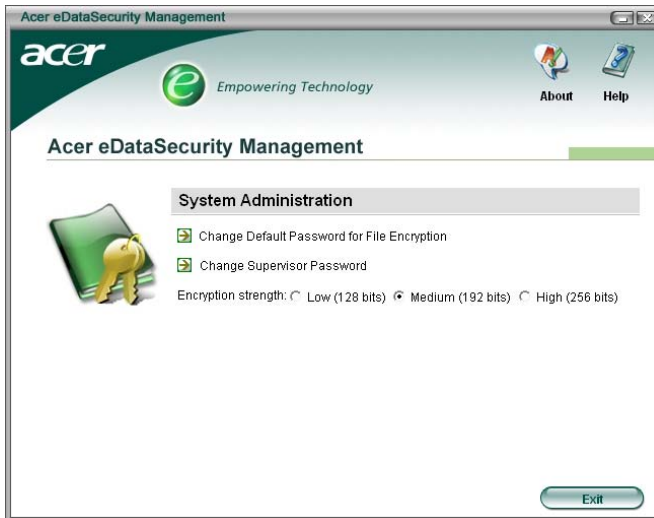 Acer eDataSecurity Management
acer
e Empowering Technology
About Help
Acer eDataSecurity Management
System Administration
Change Default Password for File Encryption
Change Supervisor Password
Encryption strength: Low (128 bits) Medium (192 bits) High (256 bits)
Exit